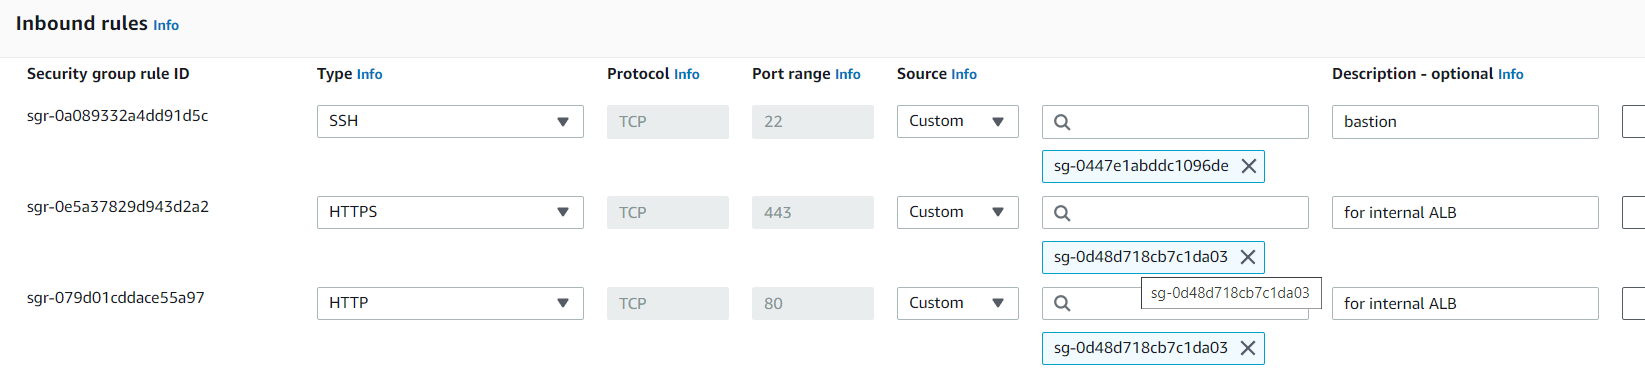 Inbound rules Info
Security group rule ID Type Info Protocol Info Port range Info Source Info Description - optional Info
sgr-0a089332a4dd91d5c SSH TCP 22 Custom bastion
sg-0447e1abddc1096de
sgr-0e5a37829d943d2a2 HTTPS TCP 443 Custom for internal ALB
sg-0d48d718cb7c1da03
sg-0d48d718cb7c1da03
sgr-079d01cddace55a97 HTTP TCP 80 Custom for internal ALB
sg-0d48d718cb7c1da03